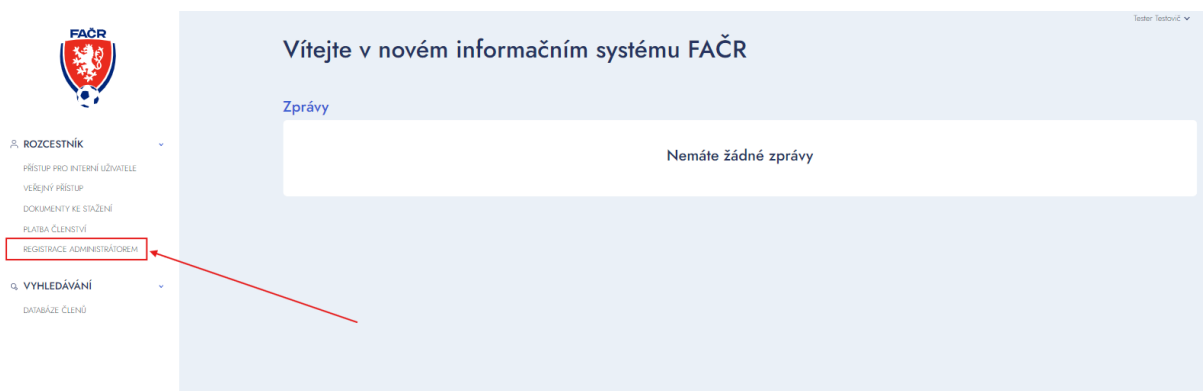 Tester Testovič
FAČR
Vítejte v novém informačním systému FAČR
Zprávy
Nemáte žádné zprávy
ROZCESTNÍK
PŘÍSTUP PRO INTERNÍ UŽIVATELE
VEŘEJNÝ PŘÍSTUP
DOKUMENTY KE STAŽENÍ
PLATBA ČLENSTVÍ
REGISTRACE ADMINISTRÁTOREM
VYHLEDÁVÁNÍ
DATABÁZE ČLENŮ